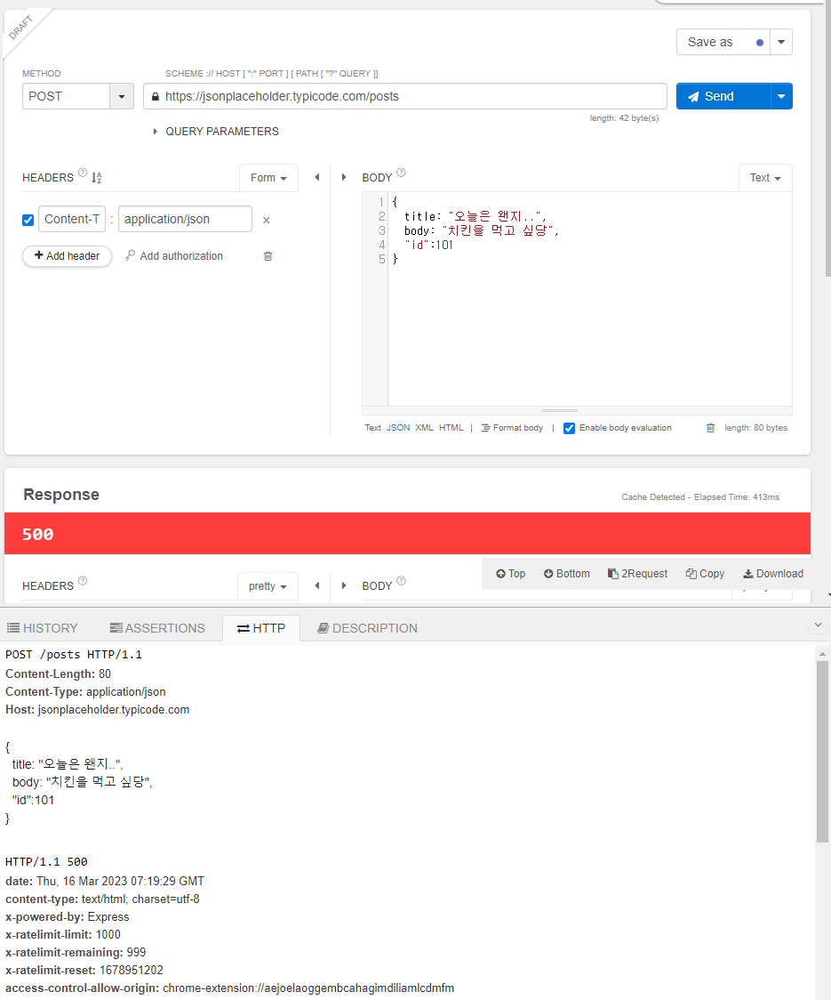 DRAFT
Save as
METHOD
SCHEME :// HOST [ ":" PORT ] [ PATH [ "?" QUERY ]]
POST
https://jsonplaceholder.typicode.com/posts
Send
length: 42 byte(s)
QUERY PARAMETERS
HEADERS
Form
BODY
Text
Content-T : application/json
Add header
Add authorization
1 {
2 title: "오늘은 왠지..",
3 body: "치킨을 먹고 싶당",
4 "id":101
5 }
Text JSON XML HTML | Format body | Enable body evaluation length: 80 bytes
Response
Cache Detected - Elapsed Time: 413ms
500
Top Bottom 2Request Copy Download
HEADERS
pretty
BODY
HISTORY ASSERTIONS HTTP DESCRIPTION
POST /posts HTTP/1.1
Content-Length: 80
Content-Type: application/json
Host: jsonplaceholder.typicode.com
{
title: "오늘은 왠지..",
body: "치킨을 먹고 싶당",
"id":101
}
HTTP/1.1 500
date: Thu, 16 Mar 2023 07:19:29 GMT
content-type: text/html; charset=utf-8
x-powered-by: Express
x-ratelimit-limit: 1000
x-ratelimit-remaining: 999
x-ratelimit-reset: 1678951202
access-control-allow-origin: chrome-extension://aejoelaoggembcahagimdiliamlcdmfm